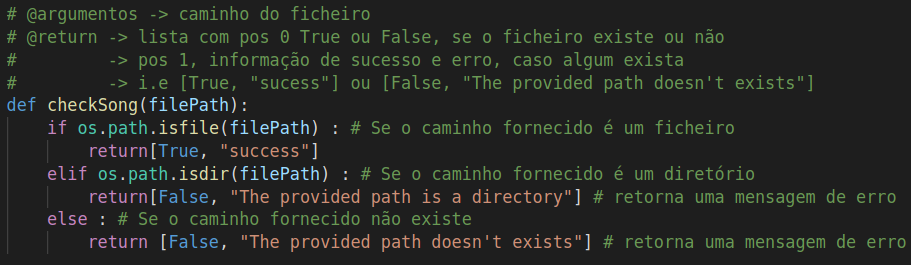 # @argumentos -> caminho do ficheiro
# @return -> lista com pos 0 True ou False, se o ficheiro existe ou não
#         -> pos 1, informação de sucesso e erro, caso algum exista
#         -> i.e [True, "sucess"] ou [False, "The provided path doesn't exists"]
def checkSong(filePath):
    if os.path.isfile(filePath) : # Se o caminho fornecido é um ficheiro
        return[True, "success"]
    elif os.path.isdir(filePath) : # Se o caminho fornecido é um diretório
        return[False, "The provided path is a directory"] # retorna uma mensagem de erro
    else : # Se o caminho fornecido não existe
        return [False, "The provided path doesn't exists"] # retorna uma mensagem de erro